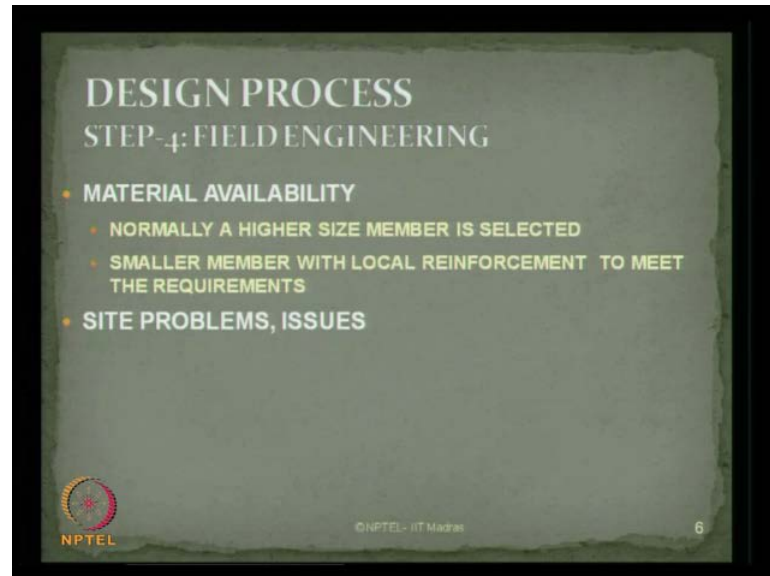 DESIGN PROCESS
STEP-4: FIELD ENGINEERING
MATERIAL AVAILABILITY
NORMALLY A HIGHER SIZE MEMBER IS SELECTED
SMALLER MEMBER WITH LOCAL REINFORCEMENT TO MEET
THE REQUIREMENTS
SITE PROBLEMS, ISSUES
NPTEL
©NPTEL- IIT Madras
6